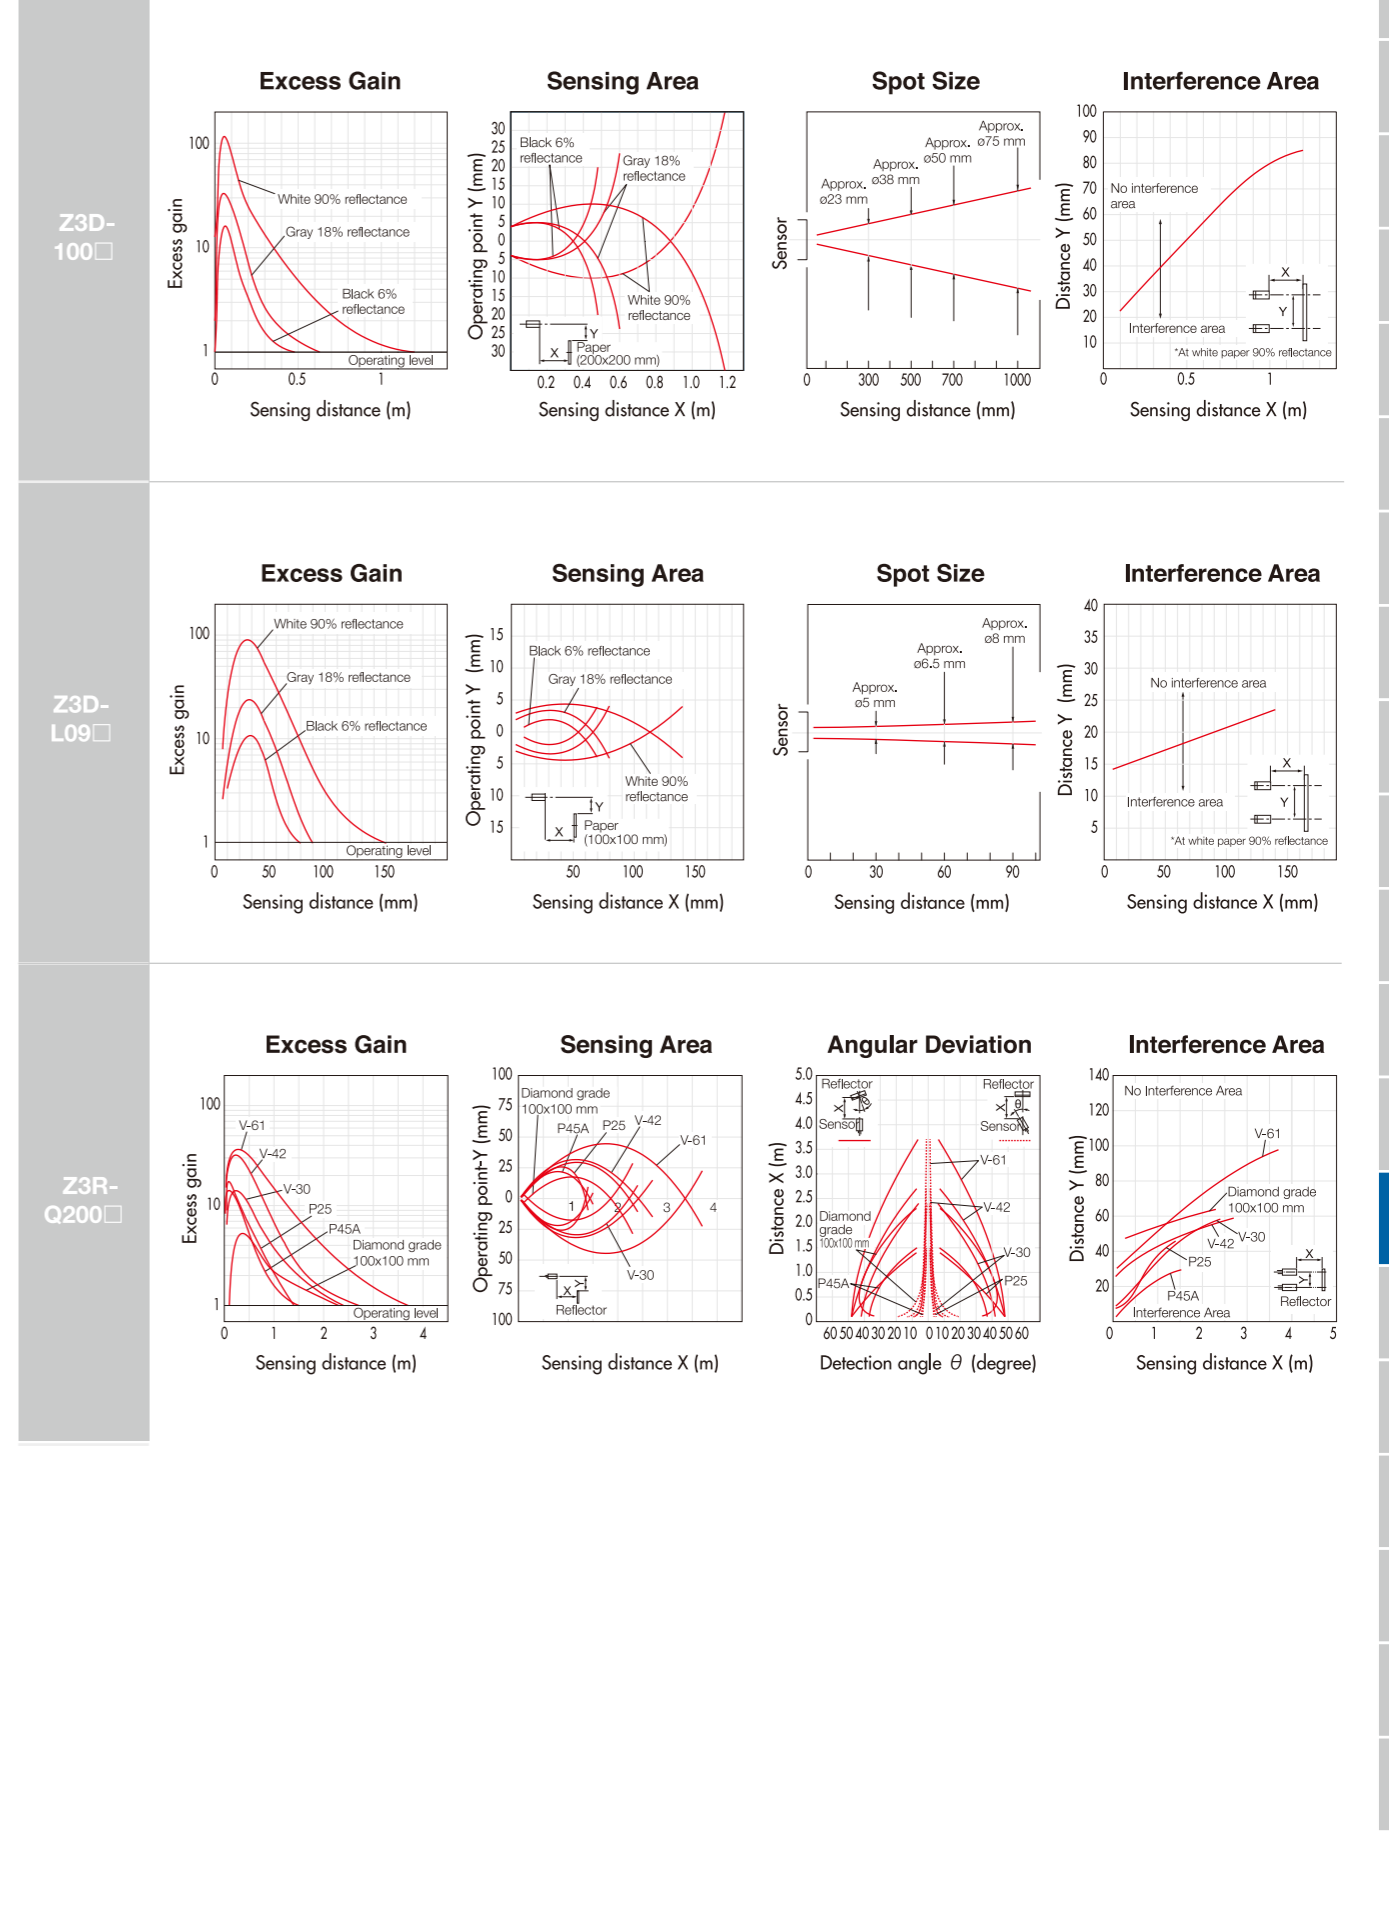 Z3D-
100□
Excess Gain
Excess gain
100
10
1
White 90% reflectance
Gray 18% reflectance
Black 6%
reflectance
Operating level
0 0.5 1
Sensing distance (m)
Sensing Area
Operating point Y (mm)
30
25
20
15
10
5
0
5
10
15
20
25
30
Black 6%
reflectance
Gray 18%
reflectance
White 90%
reflectance
Y
X
Paper
(200x200 mm)
0.2 0.4 0.6 0.8 1.0 1.2
Sensing distance X (m)
Spot Size
Sensor
Approx.
ø23 mm
Approx.
ø38 mm
Approx.
ø50 mm
Approx.
ø75 mm
0 300 500 700 1000
Sensing distance (mm)
Interference Area
Distance Y (mm)
100
90
80
70
60
50
40
30
20
10
No interference
area
Interference area
X
Y
*At white paper 90% reflectance
0 0.5 1
Sensing distance X (m)
Z3D-
L09□
Excess Gain
Excess gain
100
10
1
White 90% reflectance
Gray 18% reflectance
Black 6% reflectance
Operating level
0 50 100 150
Sensing distance (mm)
Sensing Area
Operating point Y (mm)
15
10
5
0
5
10
15
Black 6% reflectance
Gray 18% reflectance
White 90%
reflectance
Y
X
Paper
(100x100 mm)
50 100 150
Sensing distance X (mm)
Spot Size
Sensor
Approx.
ø5 mm
Approx.
ø6.5 mm
Approx.
ø8 mm
0 30 60 90
Sensing distance (mm)
Interference Area
Distance Y (mm)
40
35
30
25
20
15
10
5
No interference area
Interference area
X
Y
*At white paper 90% reflectance
0 50 100 150
Sensing distance X (mm)
Z3R-
Q200□
Excess Gain
Excess gain
100
10
1
V-61
V-42
V-30
P25
P45A
Diamond grade
100x100 mm
Operating level
0 1 2 3 4
Sensing distance (m)
Sensing Area
Operating point-Y (mm)
100
75
50
25
0
25
50
75
100
Diamond grade
100x100 mm
P45A
P25
V-42
V-61
1 2 3 4
V-30
Y
X
Reflector
Sensing distance X (m)
Angular Deviation
Distance X (m)
5.0
4.5
4.0
3.5
3.0
2.5
2.0
1.5
1.0
0.5
0
Reflector
X
θ
Sensor
Reflector
X
θ
Sensor
V-61
V-42
Diamond
grade
100x100 mm
V-30
P45A
P25
60 50 40 30 20 10 0 10 20 30 40 50 60
Detection angle θ (degree)
Interference Area
Distance Y (mm)
140
120
100
80
60
40
20
No Interference Area
V-61
Diamond grade
100x100 mm
V-30
V-42
P25
P45A
Interference Area
X
Y
Reflector
0 1 2 3 4 5
Sensing distance X (m)